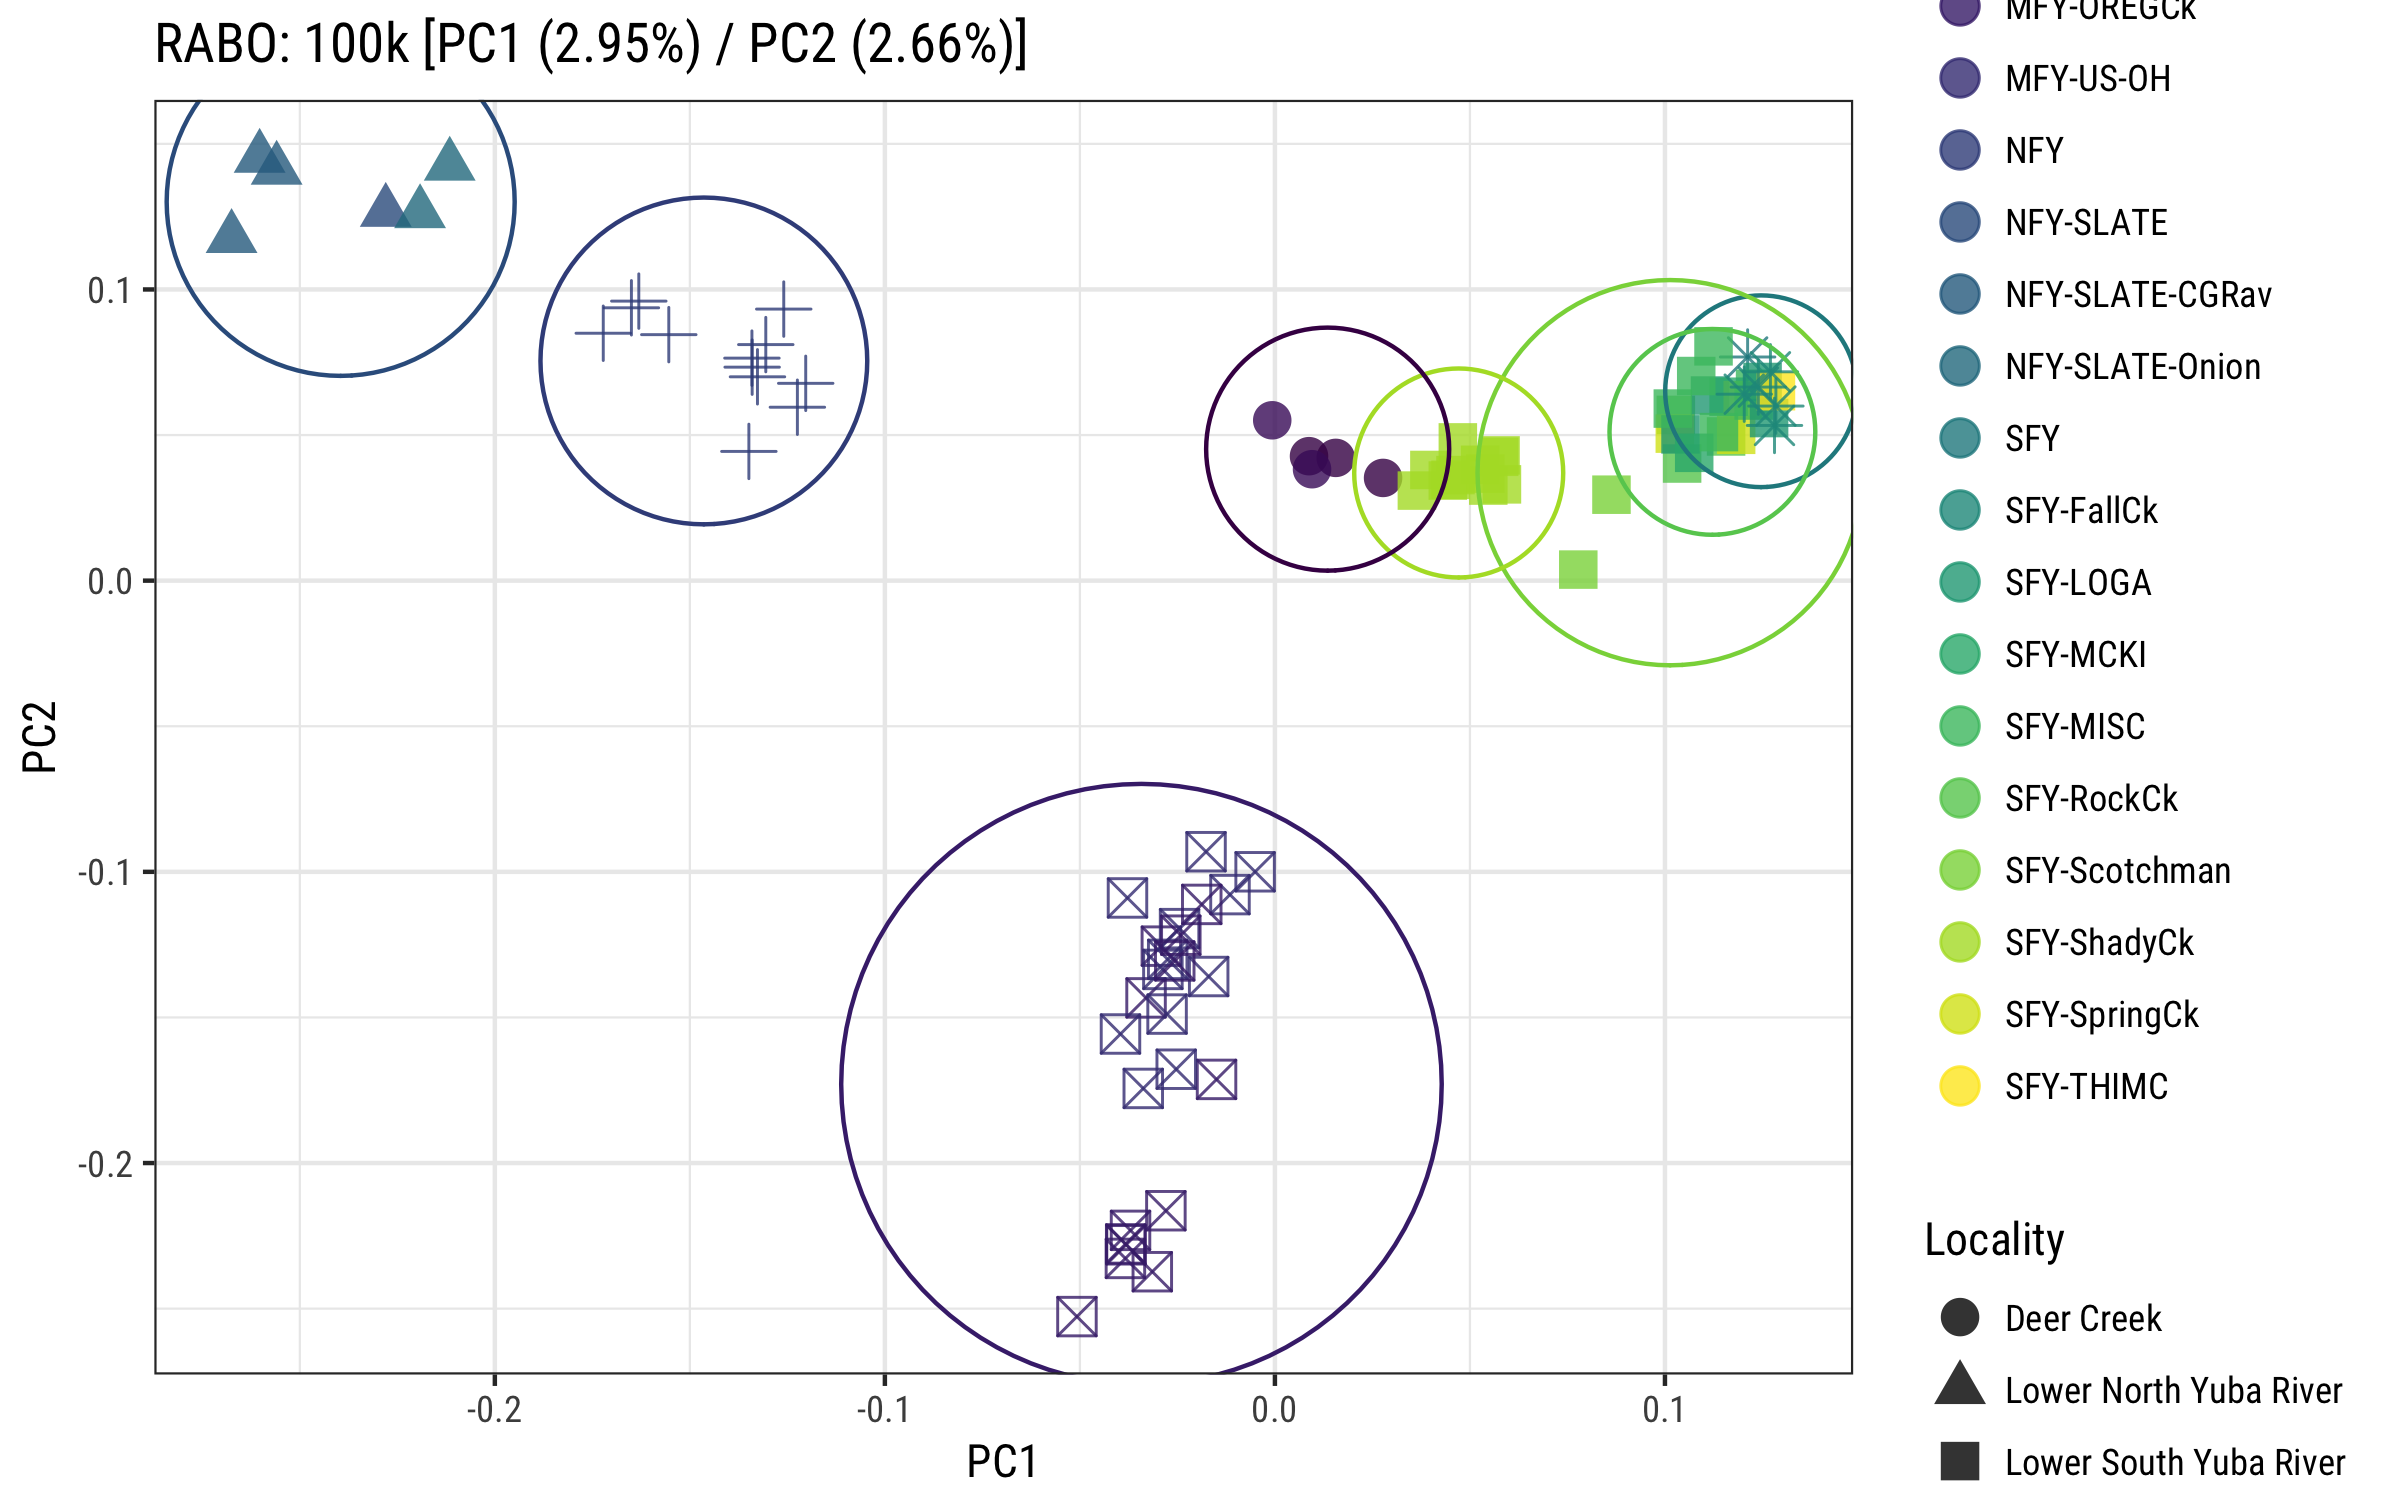 RABO: 100k [PC1 (2.95%) / PC2 (2.66%)]
MFY-OREGCk
MFY-US-OH
NFY
NFY-SLATE
NFY-SLATE-CGRav
NFY-SLATE-Onion
SFY
SFY-FallCk
SFY-LOGA
SFY-MCKI
SFY-MISC
SFY-RockCk
SFY-Scotchman
SFY-ShadyCk
SFY-SpringCk
SFY-THIMC
Locality
Deer Creek
Lower North Yuba River
Lower South Yuba River
PC2
0.1
0.0
-0.1
-0.2
-0.2
-0.1
0.0
0.1
PC1